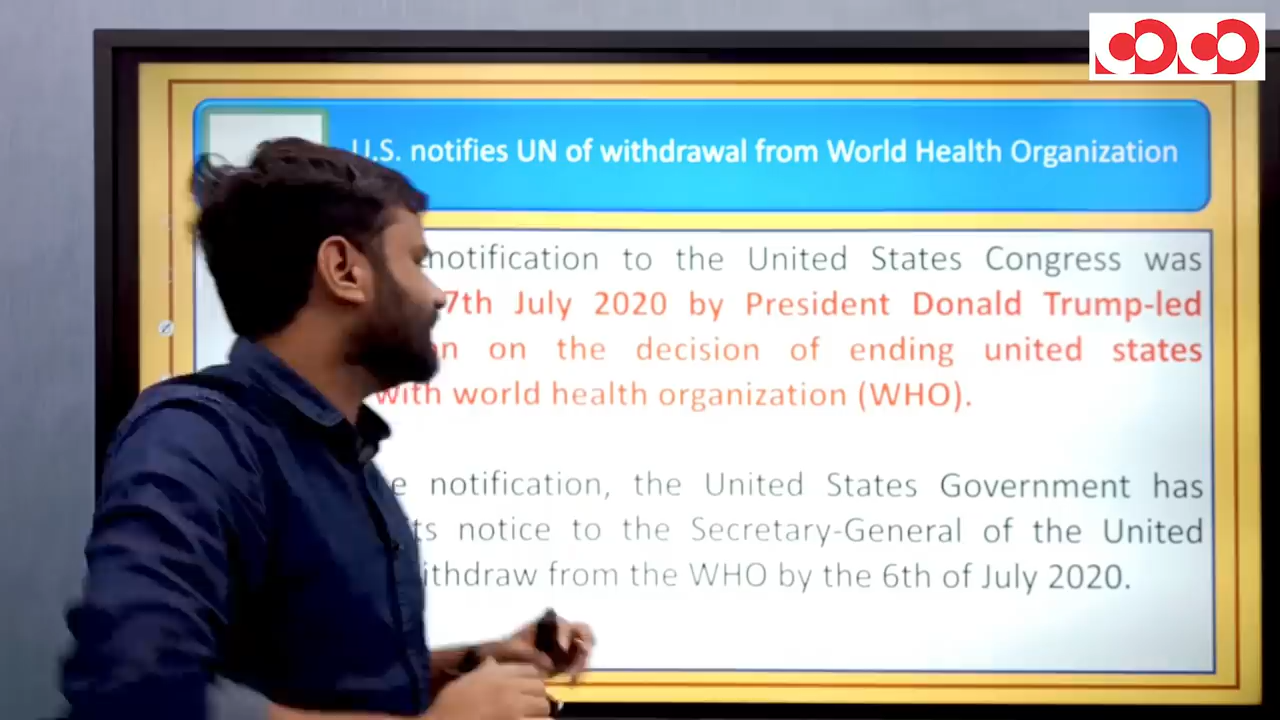 U.S. notifies UN of withdrawal from World Health Organization
notification to the United States Congress was
7th July 2020 by President Donald Trump-led
on the decision of ending united states
with world health organization (WHO).
notification, the United States Government has
notice to the Secretary-General of the United
withdraw from the WHO by the 6th of July 2020.